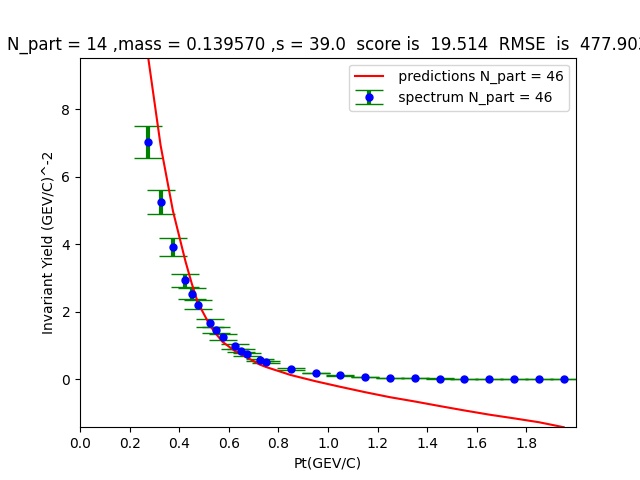 N_part = 14 ,mass = 0.139570 ,s = 39.0  score is  19.514  RMSE  is  477.903
predictions N_part = 46
spectrum N_part = 46
Invariant Yield (GEV/C)^-2
8
6
4
2
0
0.0 0.2 0.4 0.6 0.8 1.0 1.2 1.4 1.6 1.8
Pt(GEV/C)